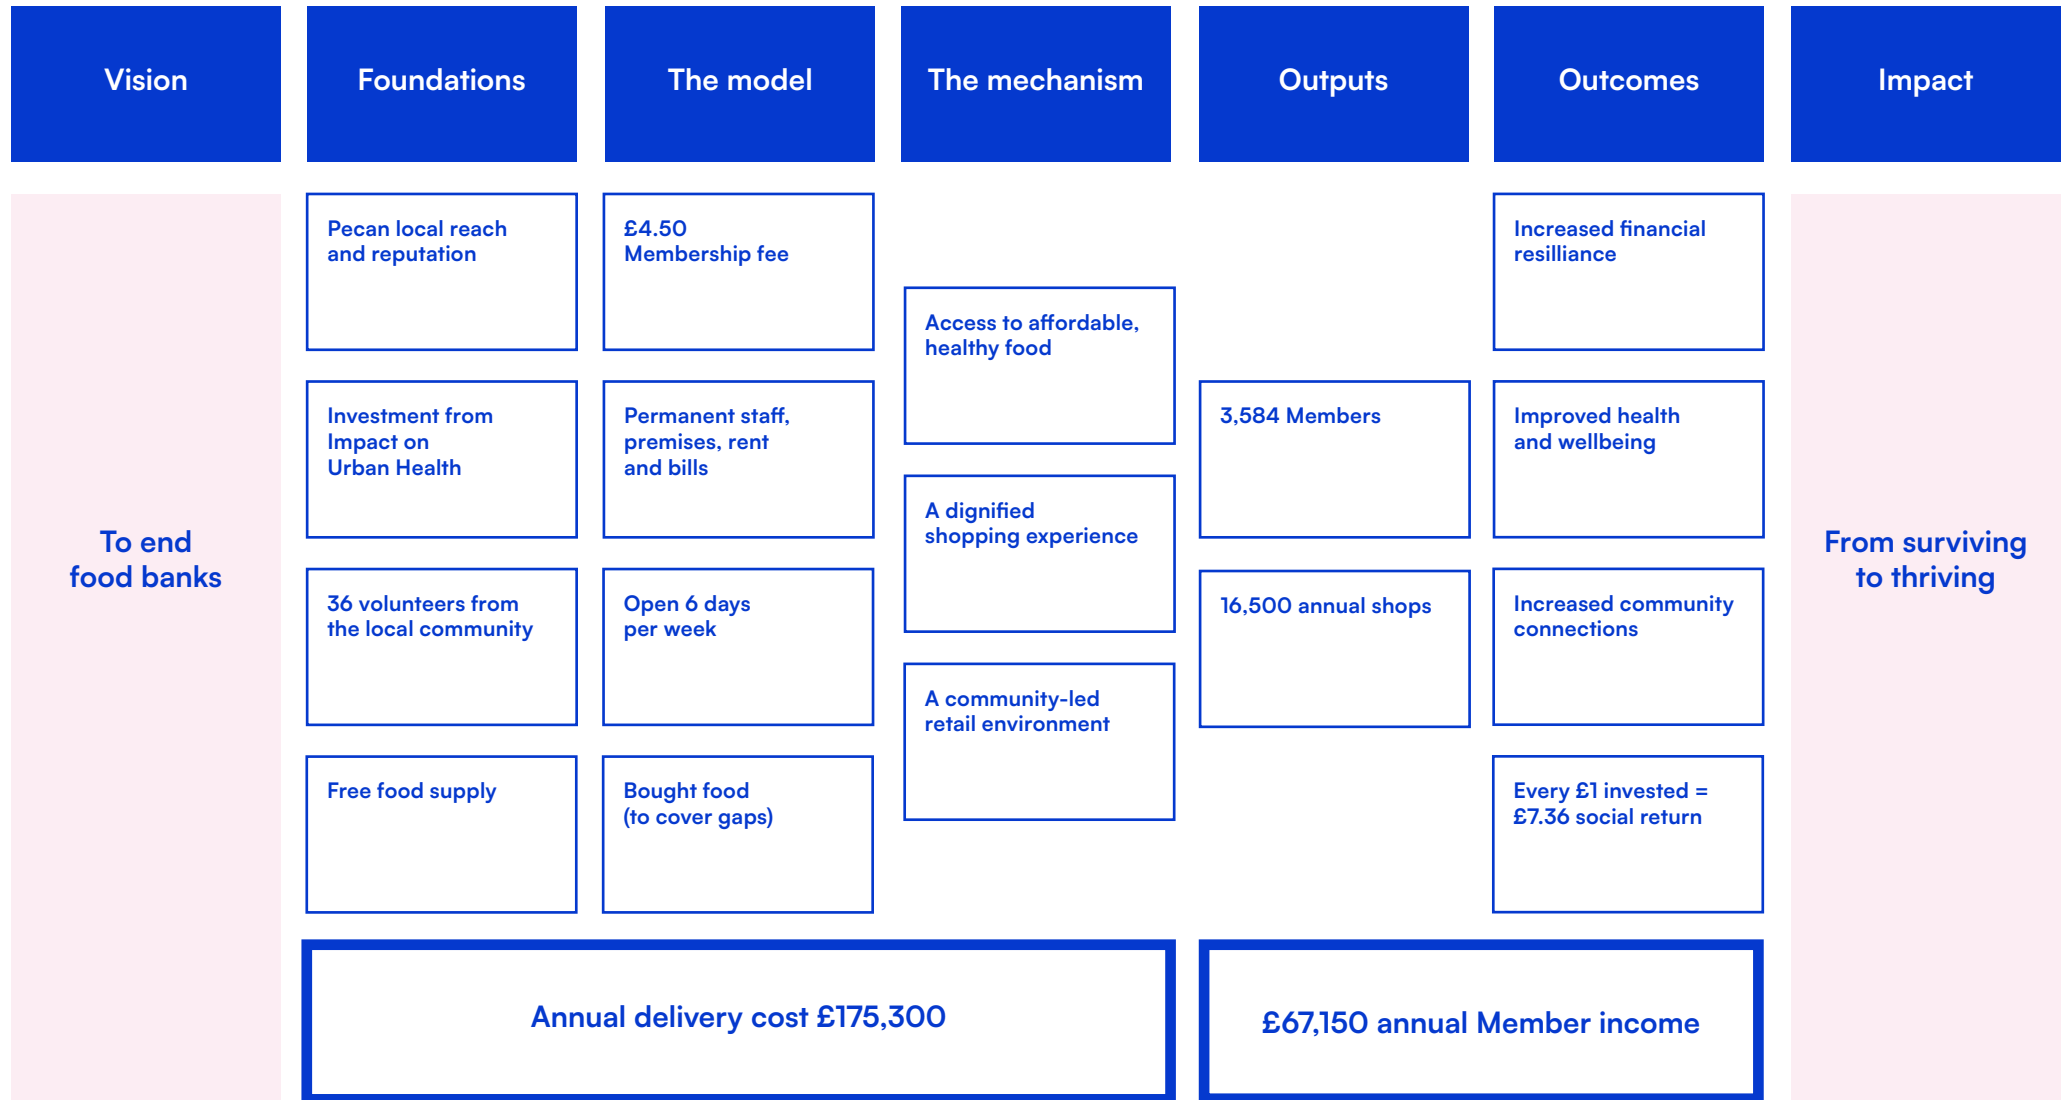 Vision
Foundations
The model
The mechanism
Outputs
Outcomes
Impact
To end
food banks
Pecan local reach
and reputation
Investment from
Impact on
Urban Health
36 volunteers from
the local community
Free food supply
£4.50
Membership fee
Permanent staff,
premises, rent
and bills
Open 6 days
per week
Bought food
(to cover gaps)
Access to affordable,
healthy food
A dignified
shopping experience
A community-led
retail environment
3,584 Members
16,500 annual shops
Increased financial
resilliance
Improved health
and wellbeing
Increased community
connections
Every £1 invested =
£7.36 social return
From surviving
to thriving
Annual delivery cost £175,300
£67,150 annual Member income